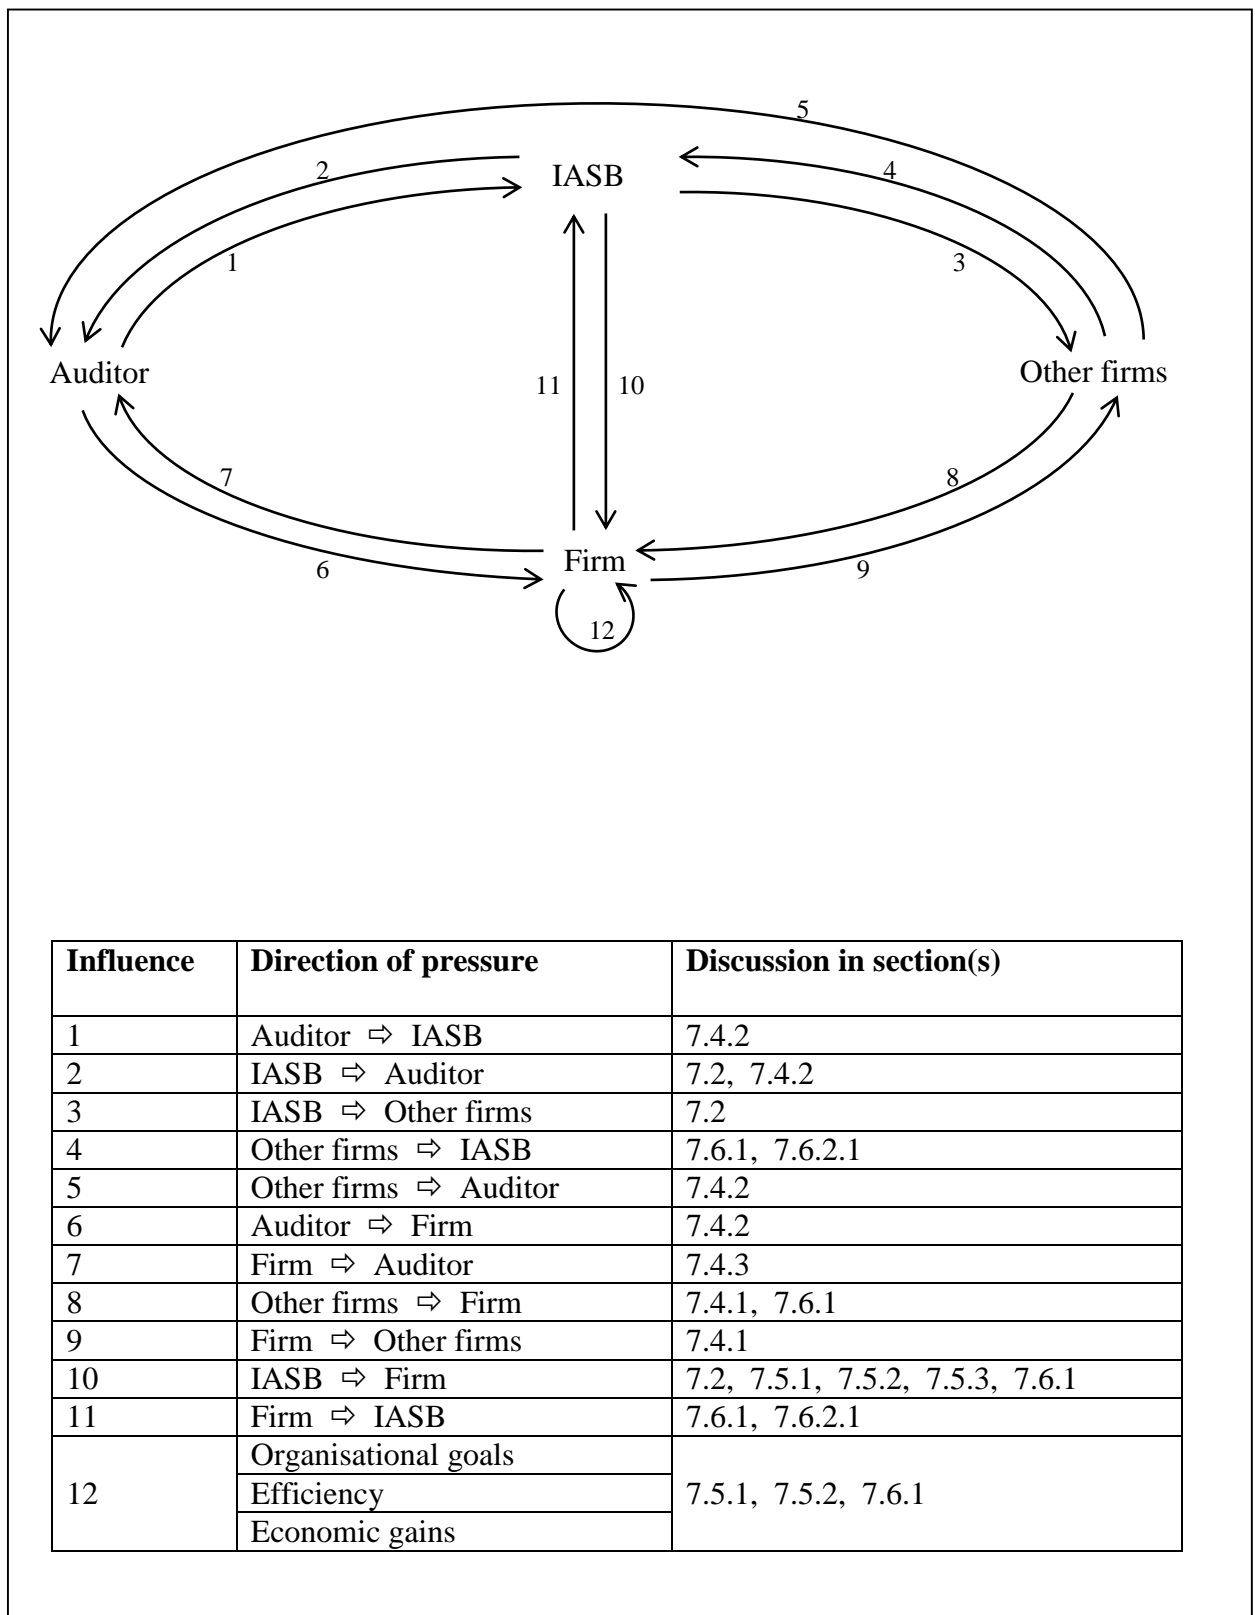 5
2
IASB
4
1
3
Auditor
11
10
Other firms
7
8
6
Firm
9
12
Influence Direction of pressure Discussion in section(s)
1 Auditor ⇨ IASB 7.4.2
2 IASB ⇨ Auditor 7.2, 7.4.2
3 IASB ⇨ Other firms 7.2
4 Other firms ⇨ IASB 7.6.1, 7.6.2.1
5 Other firms ⇨ Auditor 7.4.2
6 Auditor ⇨ Firm 7.4.2
7 Firm ⇨ Auditor 7.4.3
8 Other firms ⇨ Firm 7.4.1, 7.6.1
9 Firm ⇨ Other firms 7.4.1
10 IASB ⇨ Firm 7.2, 7.5.1, 7.5.2, 7.5.3, 7.6.1
11 Firm ⇨ IASB 7.6.1, 7.6.2.1
Organisational goals
12 Efficiency 7.5.1, 7.5.2, 7.6.1
Economic gains